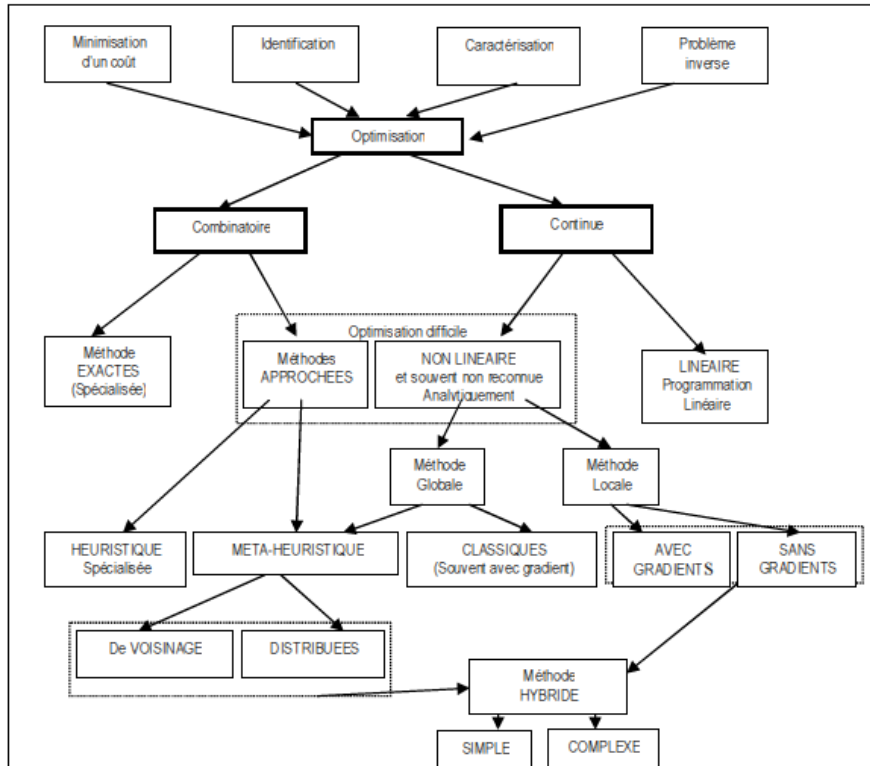 Minimisation
d'un coût
Identification
Caractérisation
Problème
inverse
Optimisation
Combinatoire
Continue
Optimisation difficile
Méthode
EXACTES
(Spécialisée)
Méthodes
APPROCHEES
NON LINEAIRE
et souvent non reconnue
Analytiquement
LINEAIRE
Programmation
Linéaire
Méthode
Globale
Méthode
Locale
HEURISTIQUE
Spécialisée
META-HEURISTIQUE
CLASSIQUES
(Souvent avec gradient)
AVEC
GRADIENTS
SANS
GRADIENTS
De VOISINAGE
DISTRIBUEES
Méthode
HYBRIDE
SIMPLE
COMPLEXE